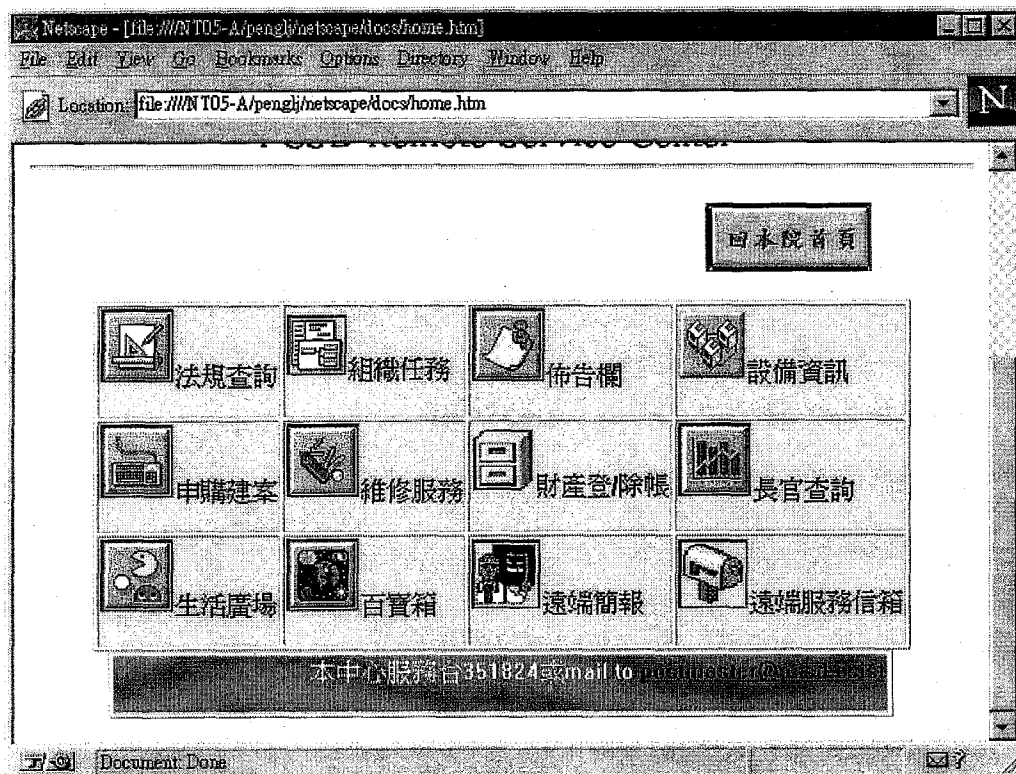 Netscape - [file:///NT05-A/penglj/netscape/docs/home.htm]
File Edit View Go Bookmarks Options Directory Window Help
Location: file:///NT05-A/penglj/netscape/docs/home.htm
N
Remote Service Center
回本院首頁
法規查詢 組織任務 佈告欄 設備資訊
申購建案 維修服務 財產登/除帳 長官查詢
生活廣場 百寶箱 遠端簡報 遠端服務信箱
本中心服務台351824或mail to
Document: Done